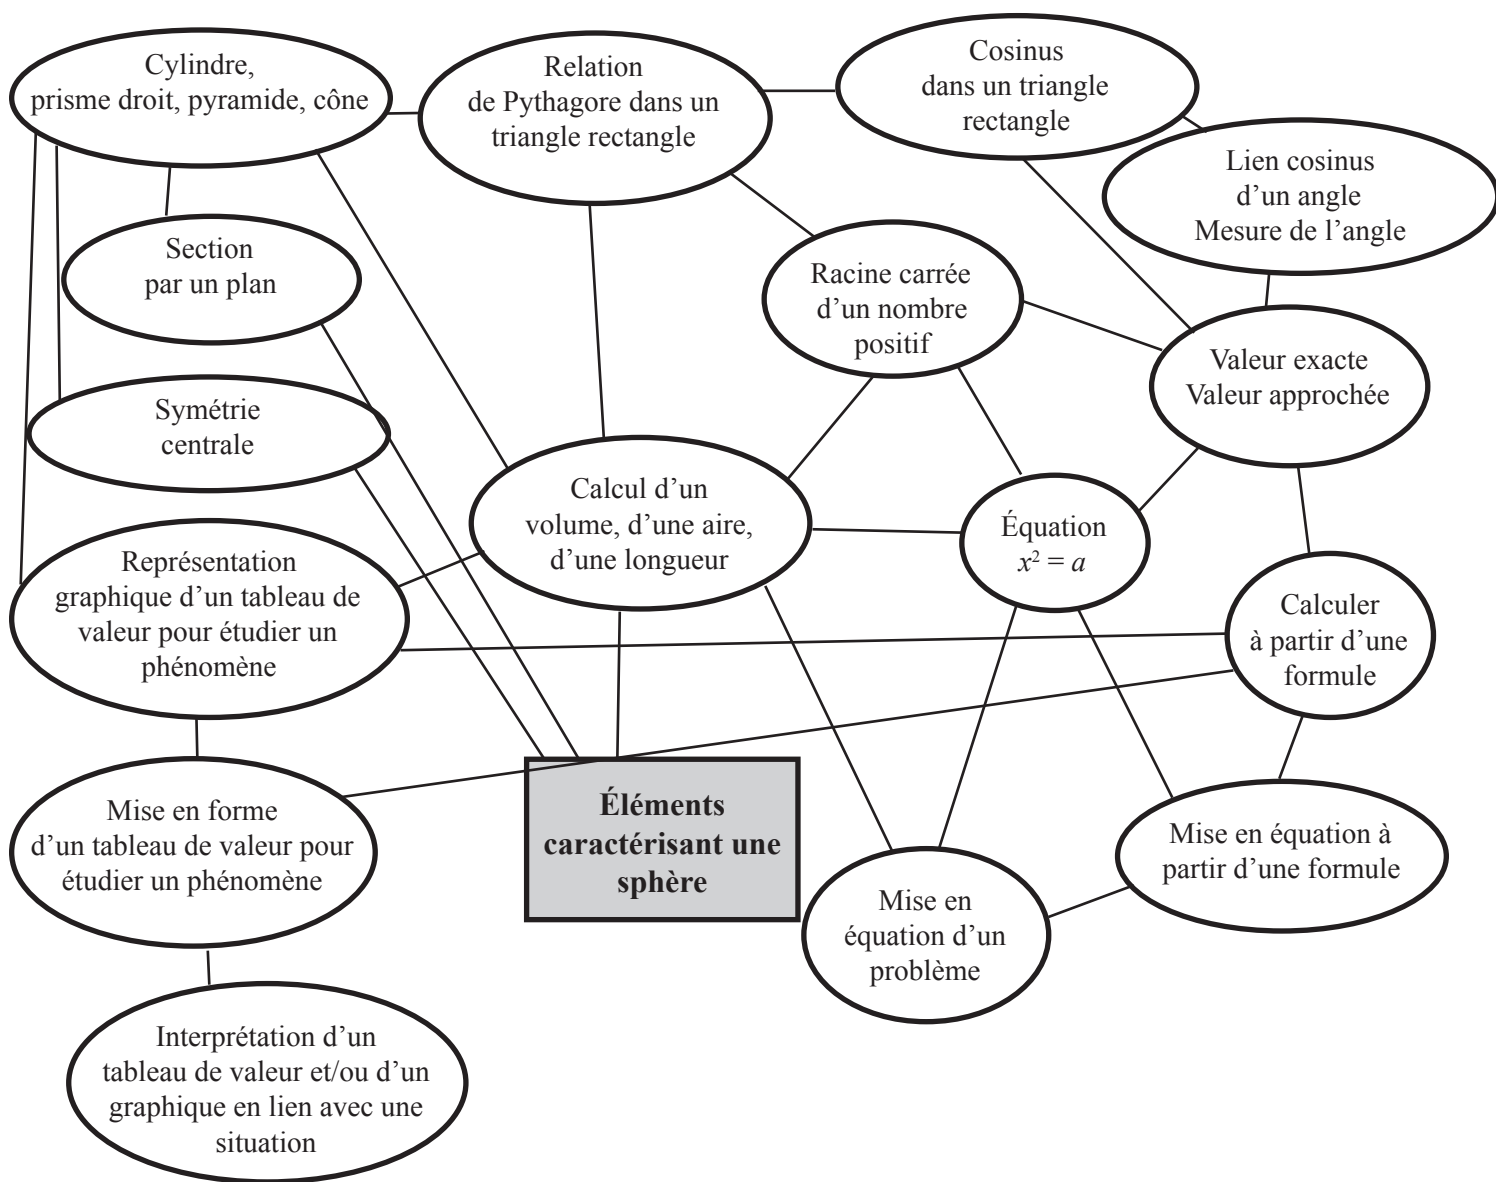 Cylindre,
prisme droit, pyramide, cône
Relation
de Pythagore dans un
triangle rectangle
Cosinus
dans un triangle
rectangle
Lien cosinus
d’un angle
Mesure de l’angle
Section
par un plan
Racine carrée
d’un nombre
positif
Valeur exacte
Valeur approchée
Symétrie
centrale
Calcul d’un
volume, d’une aire,
d’une longueur
Équation
x² = a
Représentation
graphique d’un tableau de
valeur pour étudier un
phénomène
Calculer
à partir d’une
formule
Éléments
caractérisant une
sphère
Mise en forme
d’un tableau de valeur pour
étudier un phénomène
Mise en équation à
partir d’une formule
Mise en
équation d’un
problème
Interprétation d’un
tableau de valeur et/ou d’un
graphique en lien avec une
situation